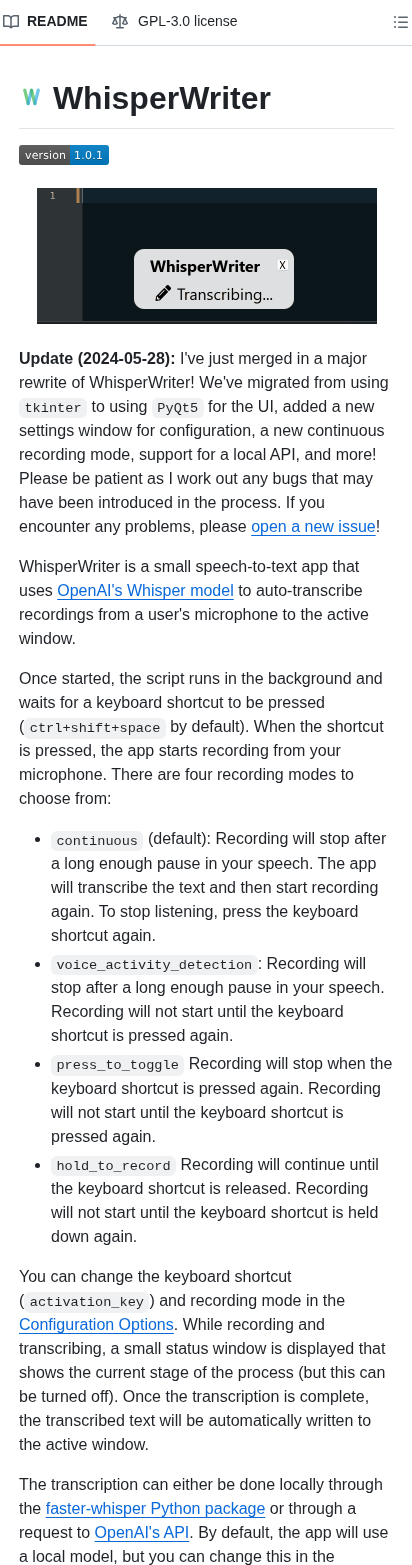 README
GPL-3.0 license
WhisperWriter
version 1.0.1
1
WhisperWriter X
Transcribing...
Update (2024-05-28): I've just merged in a major
rewrite of WhisperWriter! We've migrated from using
tkinter to using PyQt5 for the UI, added a new
settings window for configuration, a new continuous
recording mode, support for a local API, and more!
Please be patient as I work out any bugs that may
have been introduced in the process. If you
encounter any problems, please open a new issue!
WhisperWriter is a small speech-to-text app that
uses OpenAI's Whisper model to auto-transcribe
recordings from a user's microphone to the active
window.
Once started, the script runs in the background and
waits for a keyboard shortcut to be pressed
(ctrl+shift+space by default). When the shortcut
is pressed, the app starts recording from your
microphone. There are four recording modes to
choose from:
• continuous (default): Recording will stop after
a long enough pause in your speech. The app
will transcribe the text and then start recording
again. To stop listening, press the keyboard
shortcut again.
• voice_activity_detection: Recording will
stop after a long enough pause in your speech.
Recording will not start until the keyboard
shortcut is pressed again.
• press_to_toggle Recording will stop when the
keyboard shortcut is pressed again. Recording
will not start until the keyboard shortcut is
pressed again.
• hold_to_record Recording will continue until
the keyboard shortcut is released. Recording
will not start until the keyboard shortcut is held
down again.
You can change the keyboard shortcut
(activation_key) and recording mode in the
Configuration Options. While recording and
transcribing, a small status window is displayed that
shows the current stage of the process (but this can
be turned off). Once the transcription is complete,
the transcribed text will be automatically written to
the active window.
The transcription can either be done locally through
the faster-whisper Python package or through a
request to OpenAI's API. By default, the app will use
a local model, but you can change this in the